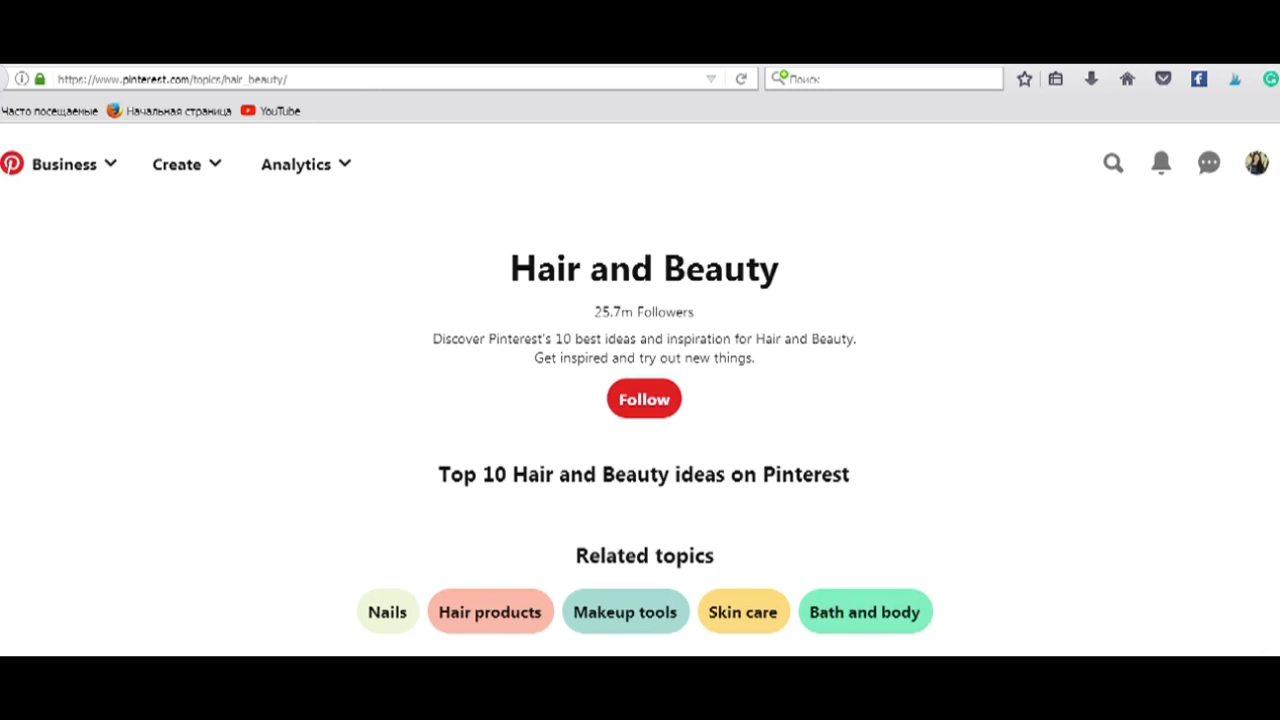 https://www.pinterest.com/topics/hair_beauty/
Поиск
Часто посещаемые Начальная страница YouTube
Business Create Analytics
Hair and Beauty
25.7m Followers
Discover Pinterest's 10 best ideas and inspiration for Hair and Beauty.
Get inspired and try out new things.
Follow
Top 10 Hair and Beauty ideas on Pinterest
Related topics
Nails Hair products Makeup tools Skin care Bath and body